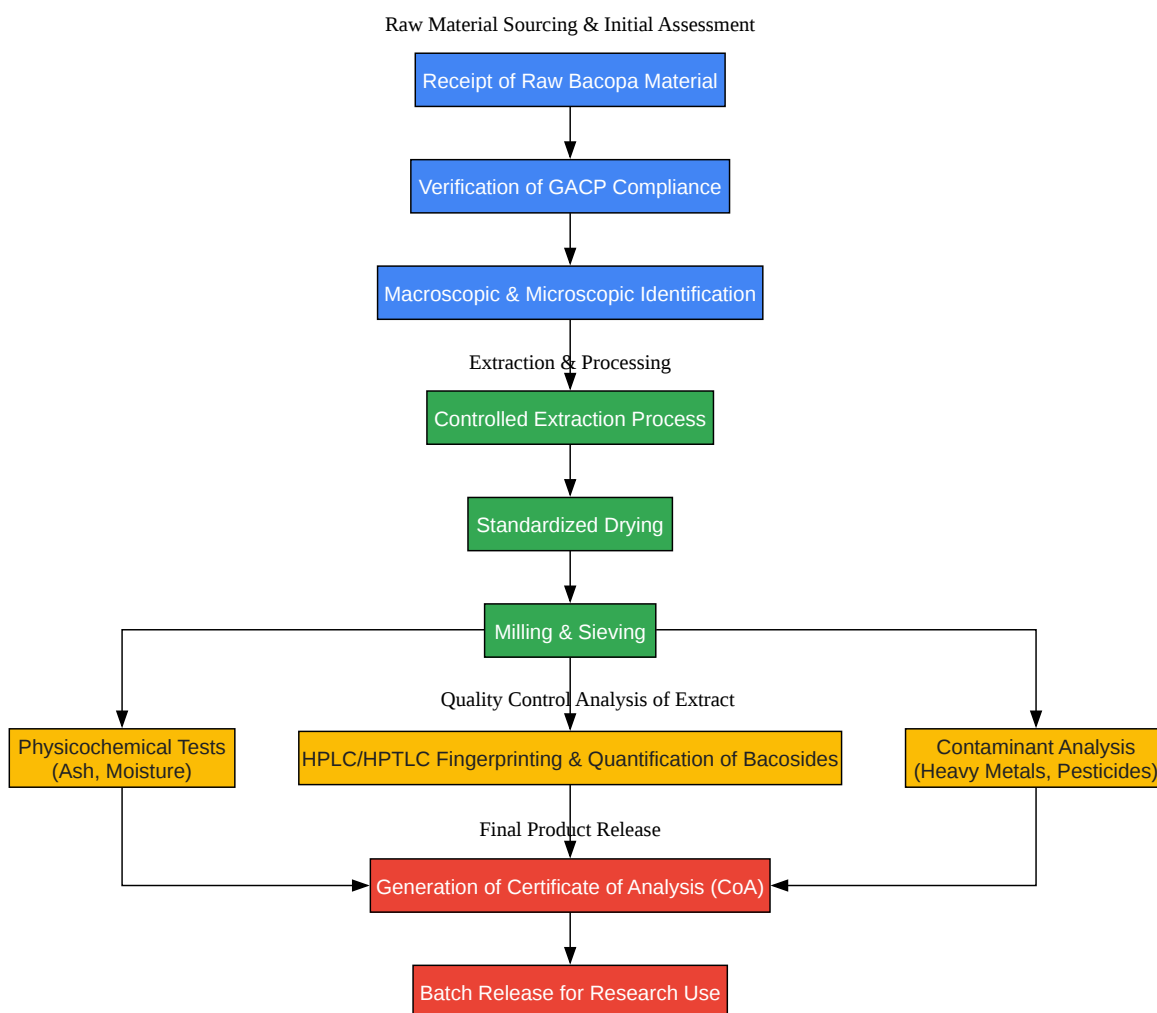 Raw Material Sourcing & Initial Assessment
Receipt of Raw Bacopa Material
Verification of GACP Compliance
Macroscopic & Microscopic Identification
Extraction & Processing
Controlled Extraction Process
Standardized Drying
Milling & Sieving
Quality Control Analysis of Extract
Physicochemical Tests
(Ash, Moisture)
HPLC/HPTLC Fingerprinting & Quantification of Bacosides
Contaminant Analysis
(Heavy Metals, Pesticides)
Final Product Release
Generation of Certificate of Analysis (CoA)
Batch Release for Research Use